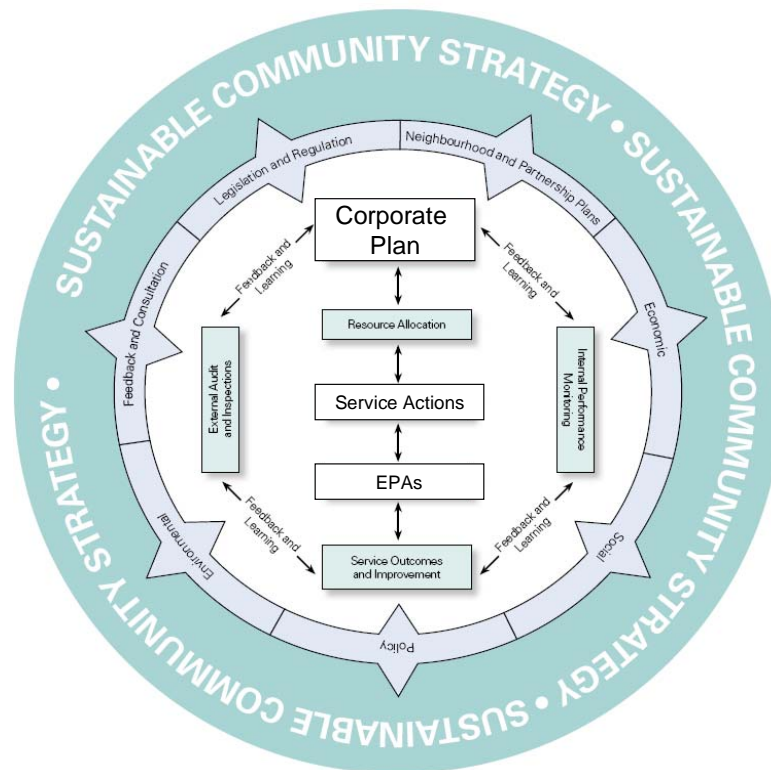 SUSTAINABLE COMMUNITY STRATEGY • SUSTAINABLE COMMUNITY STRATEGY • SUSTAINABLE COMMUNITY STRATEGY •
Legislation and Regulation
Neighbourhood and Partnership Plans
Economic
Social
Policy
Environmental
Feedback and Consultation
Corporate
Plan
Feedback and
Learning
Feedback and
Learning
Resource Allocation
External Audit
and Inspections
Internal Performance
Monitoring
Service Actions
EPAs
Feedback and
Learning
Feedback and
Learning
Service Outcomes
and Improvement